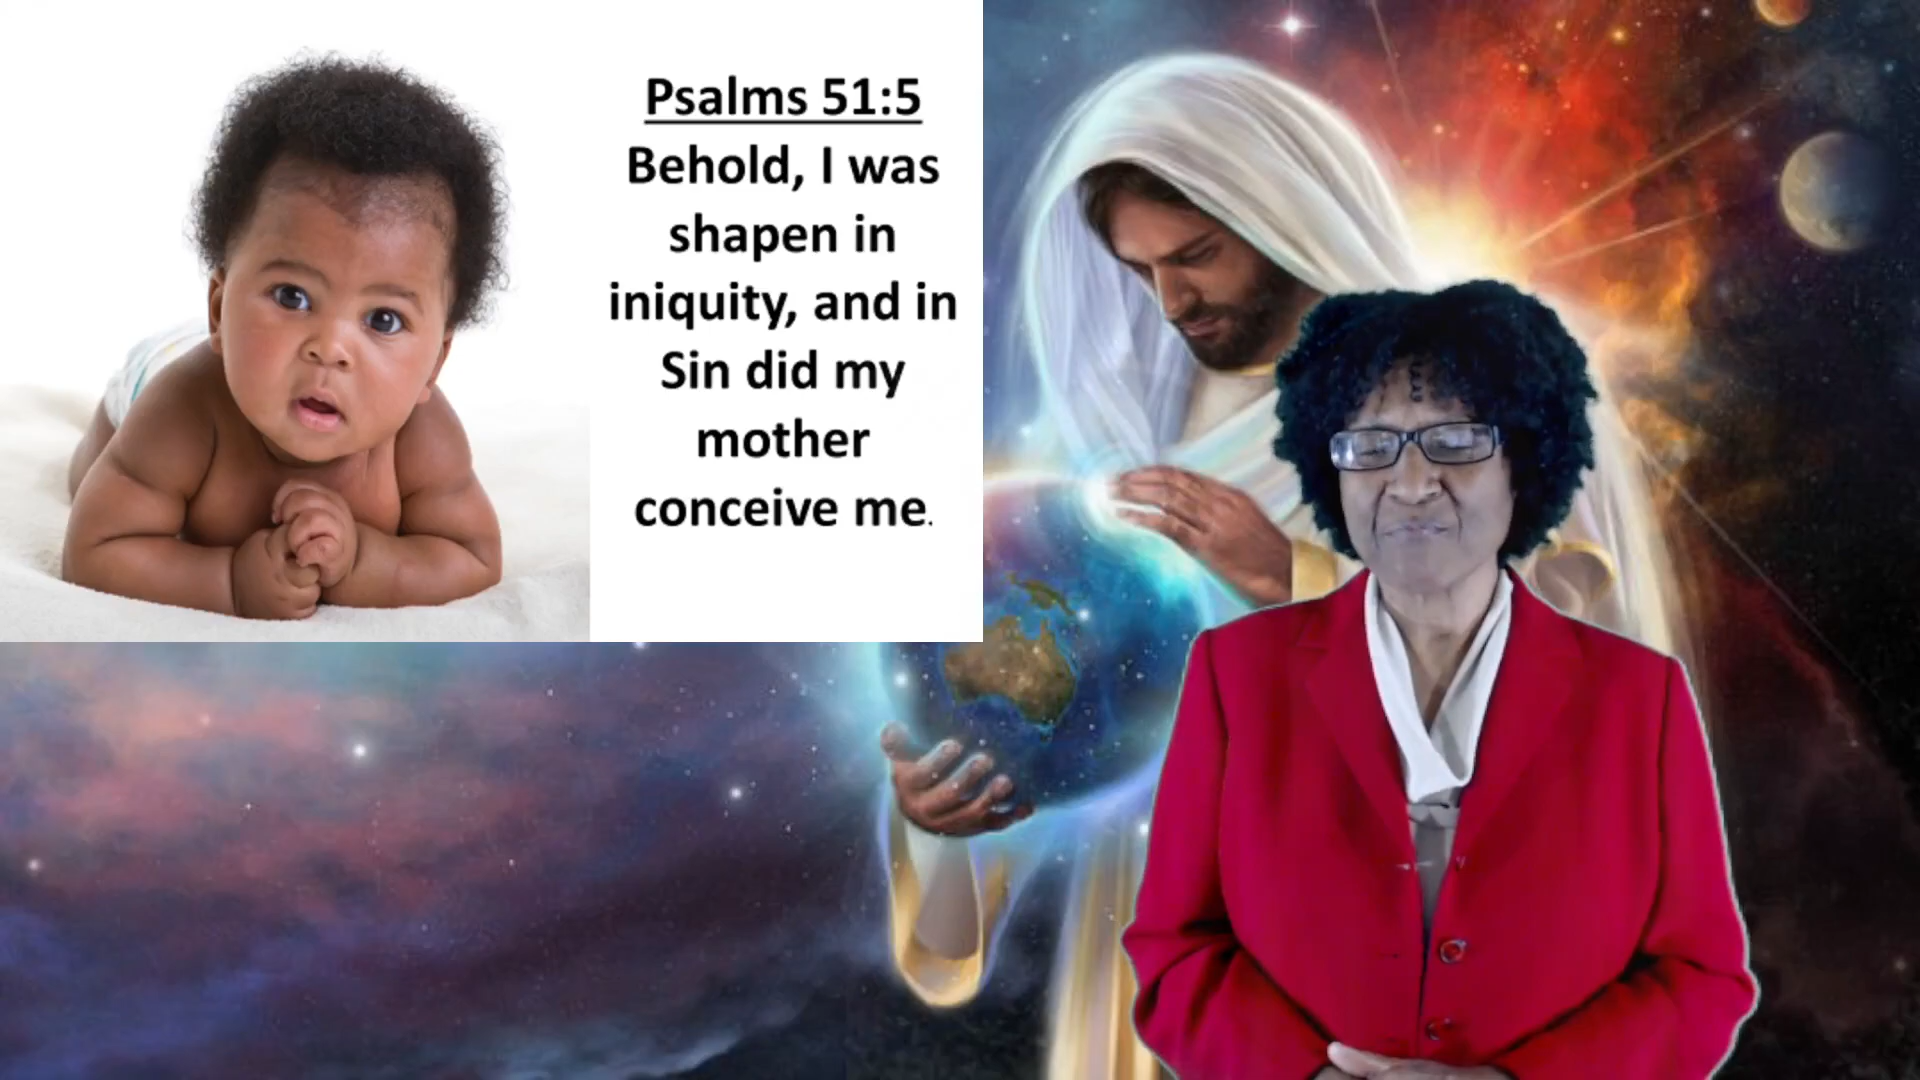 Psalms 51:5
Behold, I was
shapen in
iniquity, and in
Sin did my
mother
conceive me.